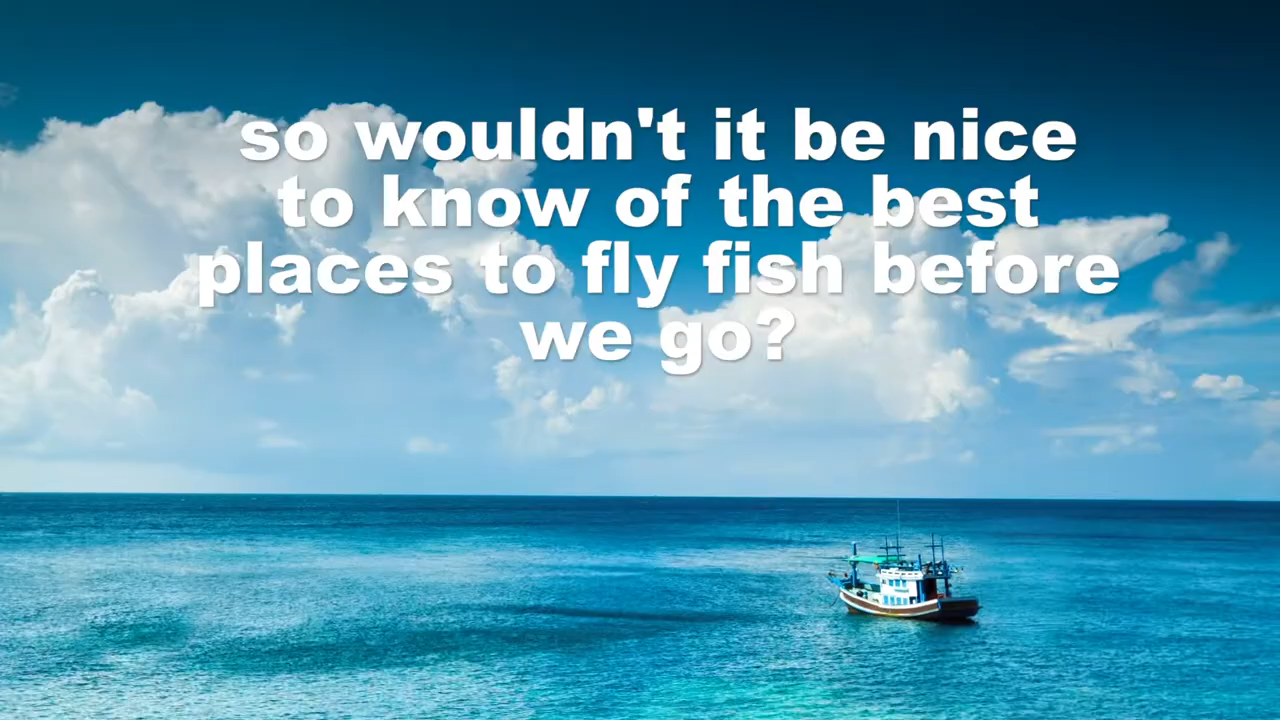 so wouldn't it be nice
to know of the best
places to fly fish before
we go?